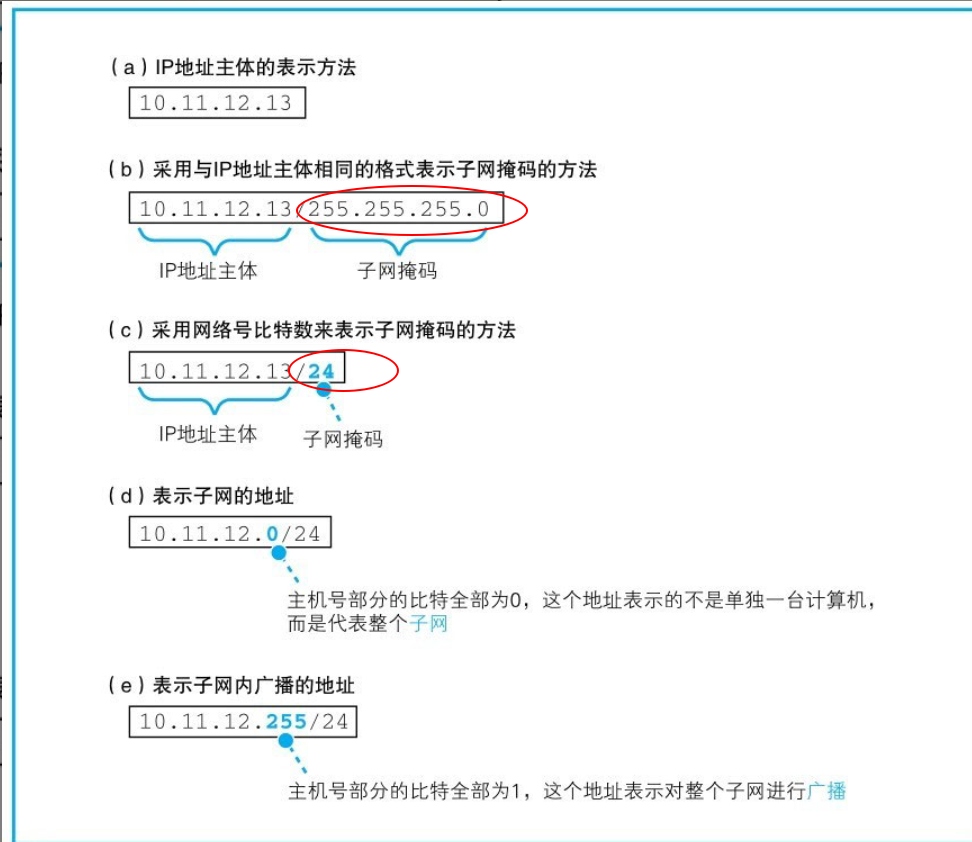 (a) IP地址主体的表示方法
10.11.12.13
(b) 采用与IP地址主体相同的格式表示子网掩码的方法
10.11.12.13/255.255.255.0
IP地址主体 子网掩码
(c) 采用网络号比特数来表示子网掩码的方法
10.11.12.13/24
IP地址主体 子网掩码
(d) 表示子网的地址
10.11.12.0/24
主机号部分的比特全部为0，这个地址表示的不是单独一台计算机，
而是代表整个子网
(e) 表示子网内广播的地址
10.11.12.255/24
主机号部分的比特全部为1，这个地址表示对整个子网进行广播